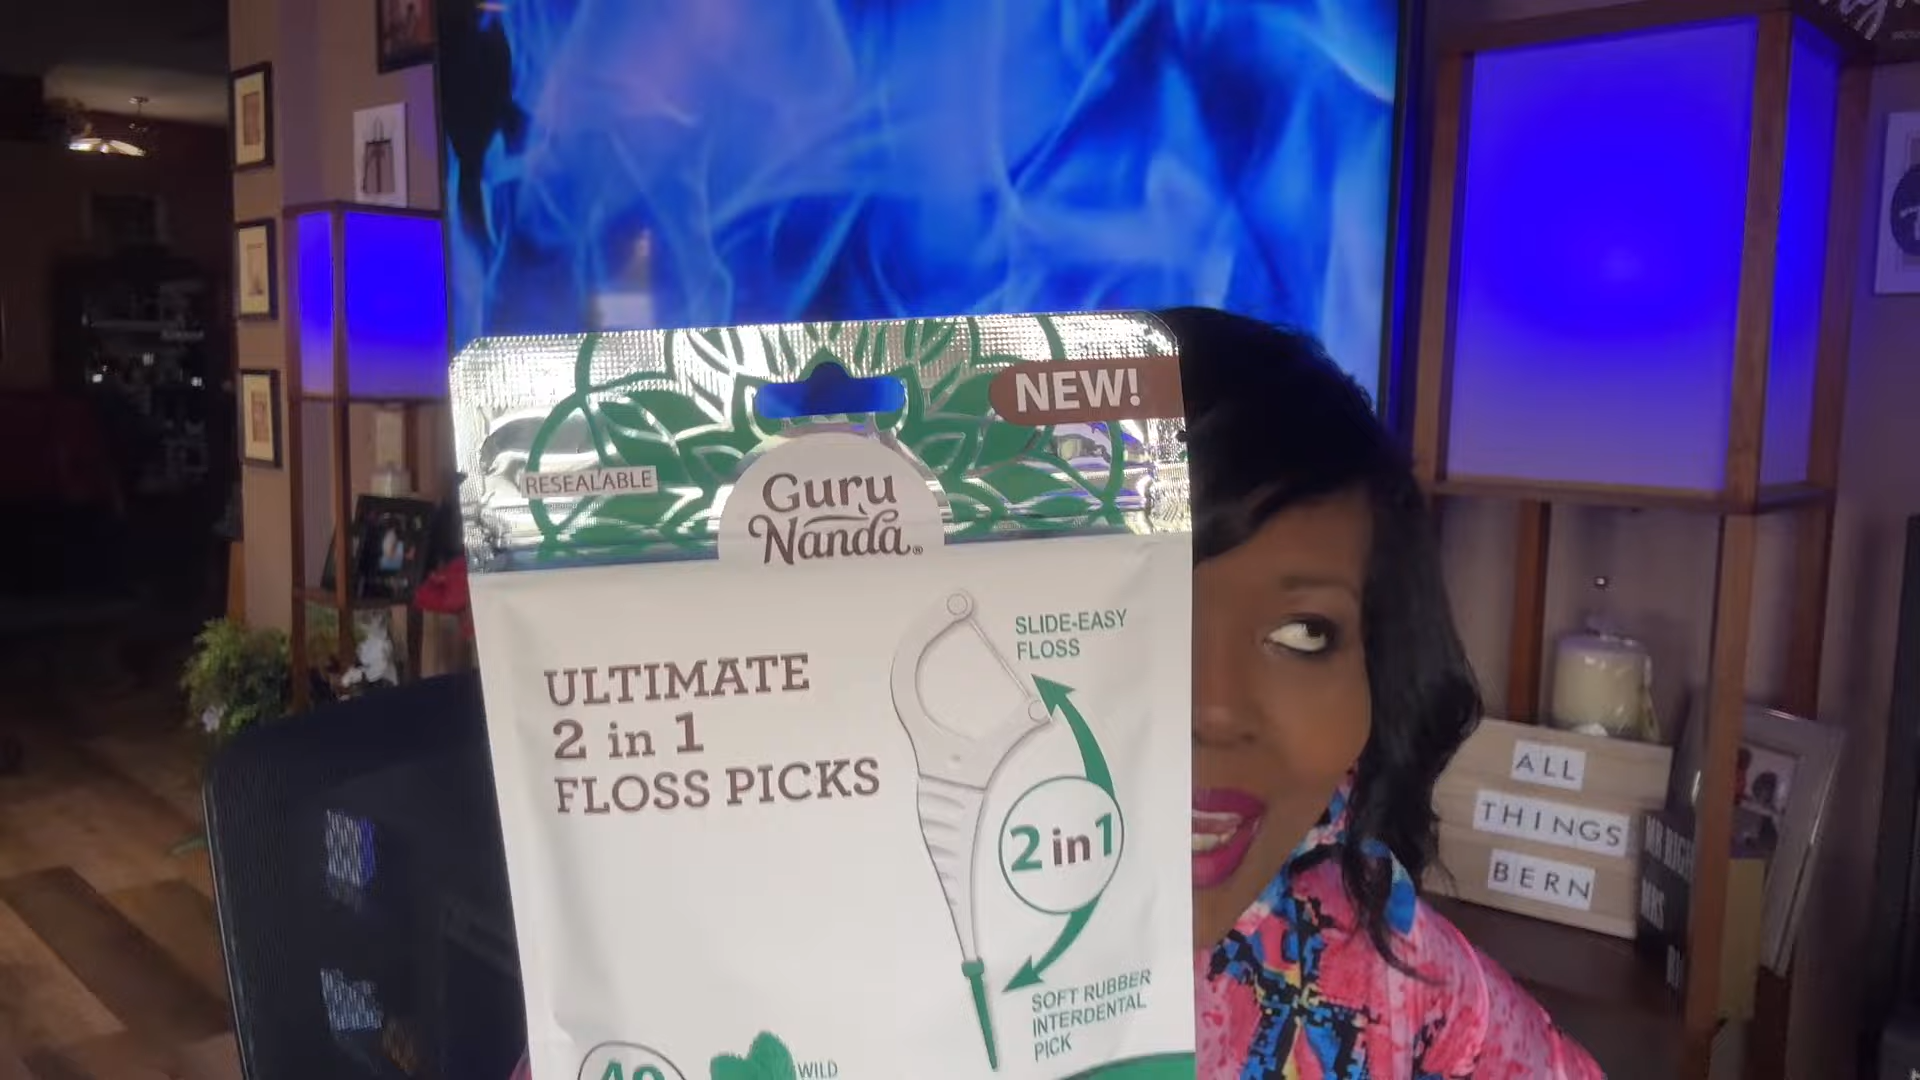 NEW!
RESEALABLE
Guru
Nanda®
SLIDE-EASY
FLOSS
ULTIMATE
2 in 1
FLOSS PICKS
2 in 1
SOFT RUBBER
INTERDENTAL
PICK
WILD
ALL
THINGS
BERN